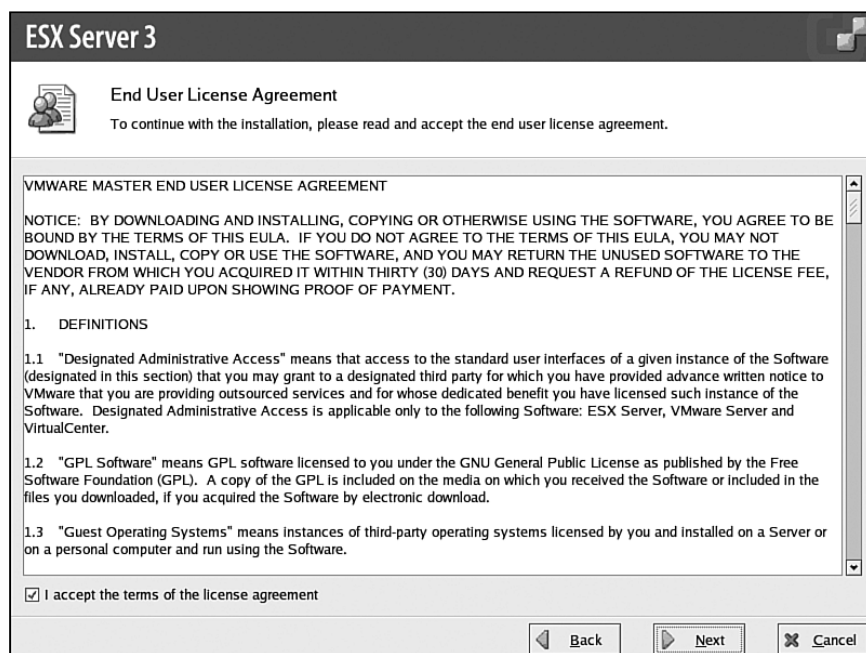 ESX Server 3
End User License Agreement
To continue with the installation, please read and accept the end user license agreement.
VMWARE MASTER END USER LICENSE AGREEMENT
NOTICE:  BY DOWNLOADING AND INSTALLING, COPYING OR OTHERWISE USING THE SOFTWARE, YOU AGREE TO BE
BOUND BY THE TERMS OF THIS EULA.  IF YOU DO NOT AGREE TO THE TERMS OF THIS EULA, YOU MAY NOT
DOWNLOAD, INSTALL, COPY OR USE THE SOFTWARE, AND YOU MAY RETURN THE UNUSED SOFTWARE TO THE
VENDOR FROM WHICH YOU ACQUIRED IT WITHIN THIRTY (30) DAYS AND REQUEST A REFUND OF THE LICENSE FEE,
IF ANY, ALREADY PAID UPON SHOWING PROOF OF PAYMENT.
1.    DEFINITIONS
1.1   "Designated Administrative Access" means that access to the standard user interfaces of a given instance of the Software
(designated in this section) that you may grant to a designated third party for which you have provided advance written notice to
VMware that you are providing outsourced services and for whose dedicated benefit you have licensed such instance of the
Software.  Designated Administrative Access is applicable only to the following Software: ESX Server, VMware Server and
VirtualCenter.
1.2   "GPL Software" means GPL software licensed to you under the GNU General Public License as published by the Free
Software Foundation (GPL).  A copy of the GPL is included on the media on which you received the Software or included in the
files you downloaded, if you acquired the Software by electronic download.
1.3   "Guest Operating Systems" means instances of third-party operating systems licensed by you and installed on a Server or
on a personal computer and run using the Software.
I accept the terms of the license agreement
Back
Next
Cancel